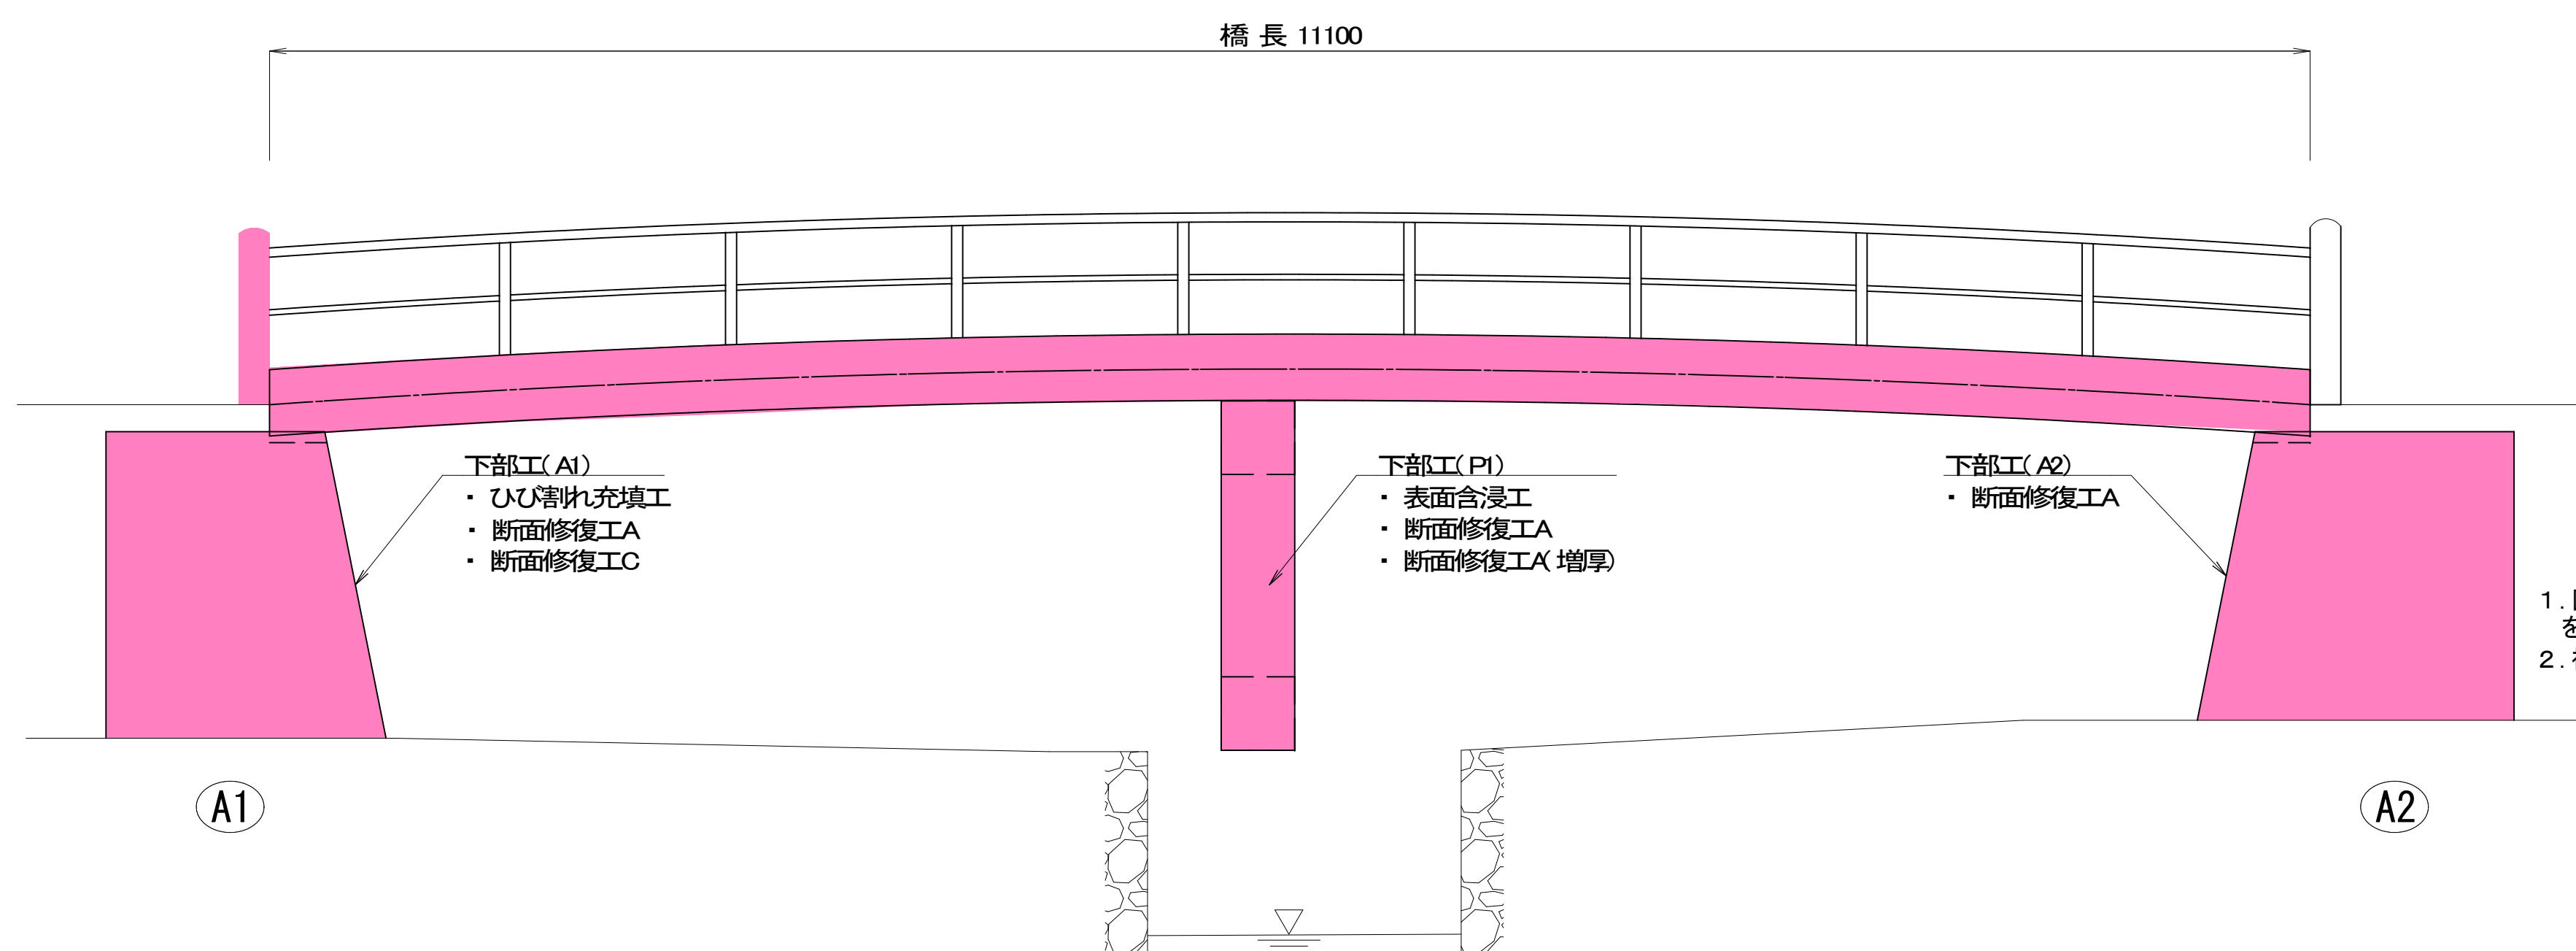 橋 長 11100
下部工(A1)
・ひび割れ充填工
・断面修復工A
・断面修復工C
下部工(P1)
・表面含浸工
・断面修復工A
・断面修復工A(増厚)
下部工(A2)
・断面修復工A
1.
を
2.
A1
A2